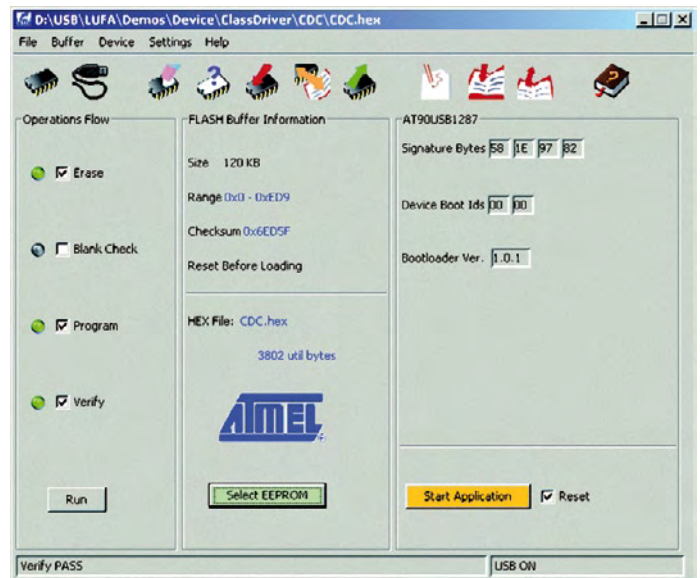 D:\USB\LUFA\Demos\Device\ClassDriver\CDC\CDC.hex
File Buffer Device Settings Help
Operations Flow
Erase
Blank Check
Program
Verify
Run
FLASH Buffer Information
Size 120 KB
Range 0x0 - 0xED9
Checksum 0x6ED5F
Reset Before Loading
HEX File: CDC.hex
3802 util bytes
ATMEL
Select EEPROM
AT90USB1287
Signature Bytes 58 1E 97 82
Device Boot Ids 00 00
Bootloader Ver. 1.0.1
Start Application Reset
Verify PASS USB ON